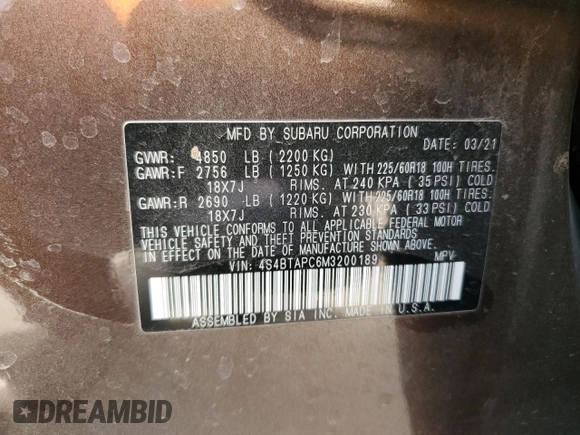 MFD BY SUBARU CORPORATION DATE: 03/21
GVWR: 4850 LB (2200 KG)
GAWR:F 2756 LB (1250 KG) WITH 225/60R18 100H TIRES.
18X7J RIMS. AT 240 KPA (35 PSI) COLD
GAWR:R 2690 LB (1220 KG) WITH 225/60R18 100H TIRES.
18X7J RIMS. AT 230 KPA (33 PSI) COLD
THIS VEHICLE CONFORMS TO ALL APPLICABLE FEDERAL MOTOR
VEHICLE SAFETY AND THEFT PREVENTION STANDARDS IN EFFECT
ON THE DATE OF MANUFACTURE SHOWN ABOVE.
VIN: 4S4BTAPC6M3200189 MPV
ASSEMBLED BY SIA INC. MADE IN U.S.A.
DREAMBID